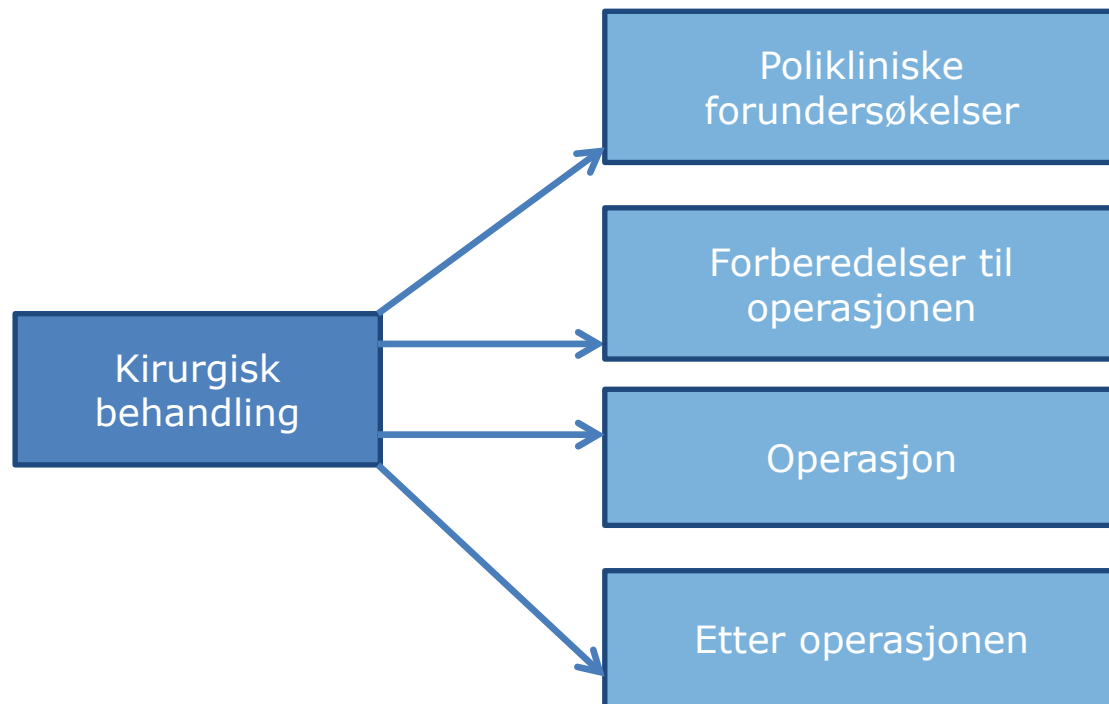 Polikliniske
forundersøkelser
Forberedelser til
operasjonen
Kirurgisk
behandling
Operasjon
Etter operasjonen